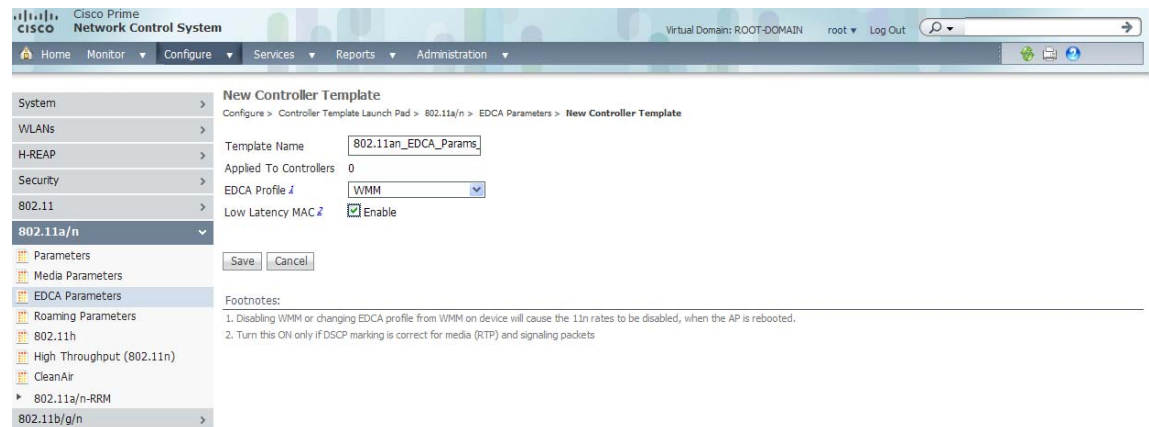 Cisco Prime
CISCO Network Control System
Virtual Domain: ROOT-DOMAIN root Log Out
Home Monitor Configure Services Reports Administration
System
WLANs
H-REAP
Security
802.11
802.11a/n
Parameters
Media Parameters
EDCA Parameters
Roaming Parameters
802.11h
High Throughput (802.11n)
CleanAir
802.11a/n-RRM
802.11b/g/n
New Controller Template
Configure > Controller Template Launch Pad > 802.11a/n > EDCA Parameters > New Controller Template
Template Name 802.11an_EDCA_Params_
Applied To Controllers 0
EDCA Profile 1 WMM
Low Latency MAC 2 Enable
Save Cancel
Footnotes:
1. Disabling WMM or changing EDCA profile from WMM on device will cause the 11n rates to be disabled, when the AP is rebooted.
2. Turn this ON only if DSCP marking is correct for media (RTP) and signaling packets